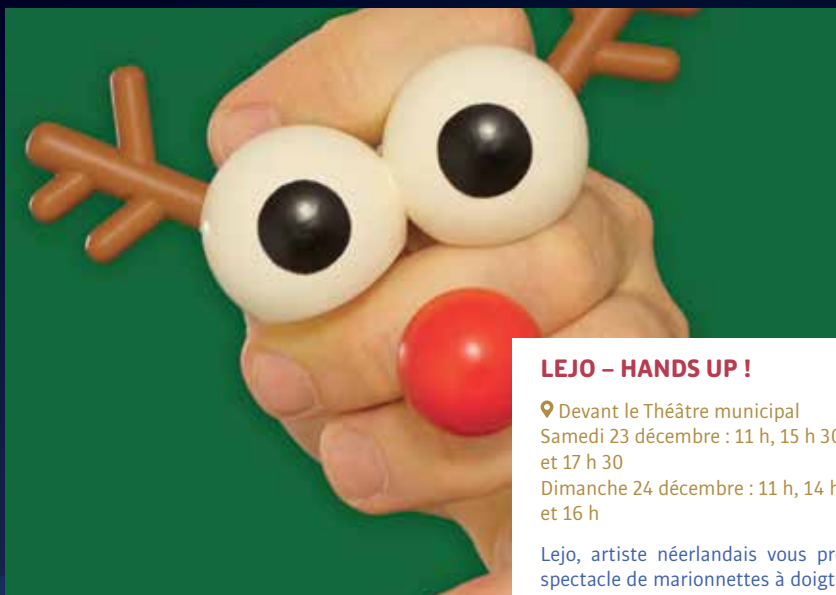 LEJO – HANDS UP !
Devant le Théâtre municipal
Samedi 23 décembre : 11 h, 15 h 30
et 17 h 30
Dimanche 24 décembre : 11 h, 14 h
et 16 h
Lejo, artiste néerlandais vous
spectacle de marionnettes à